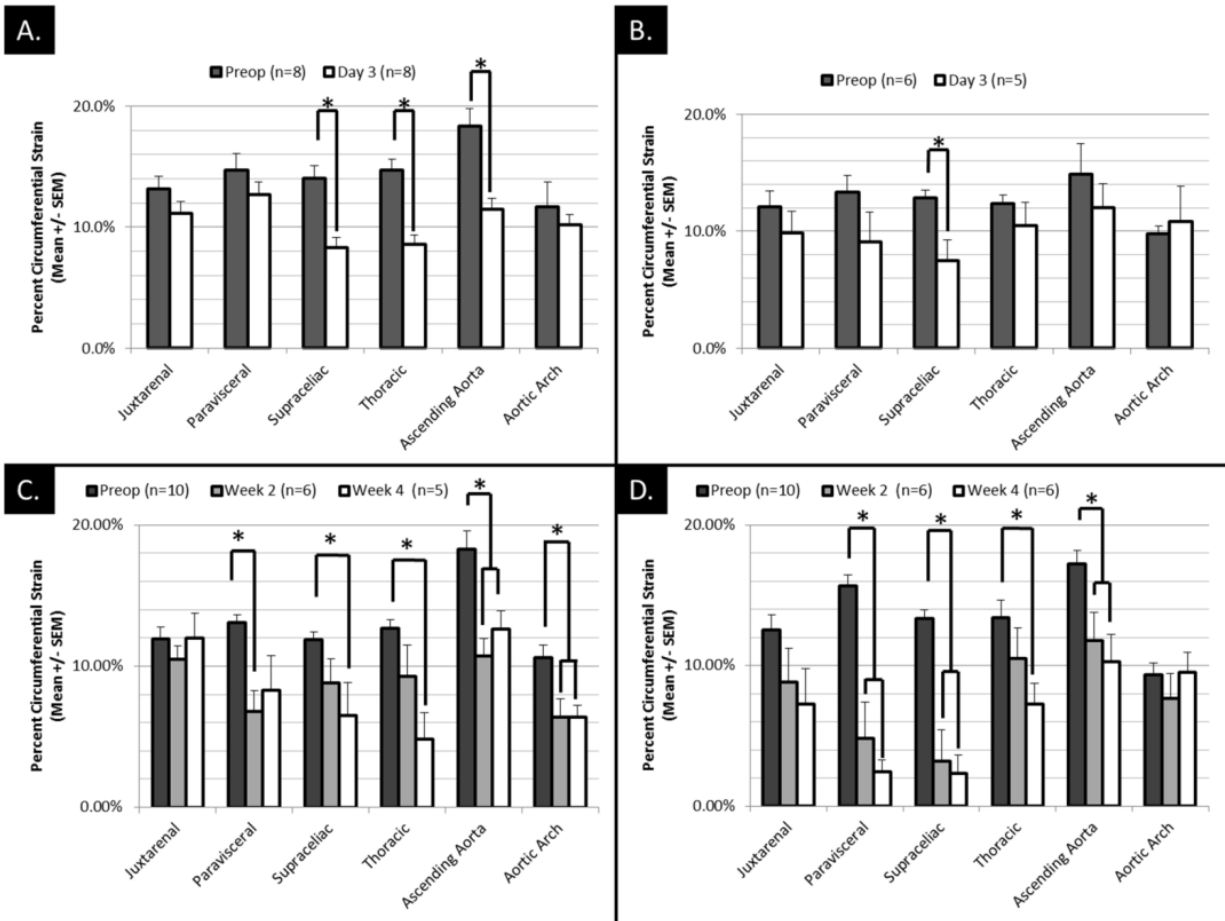 A.
Preop (n=8) Day 3 (n=8)
Percent Circumferential Strain
(Mean +/- SEM)
20.0%
10.0%
0.0%
* * *
Juxtarenal
Paravisceral
Supraceliac
Thoracic
Ascending Aorta
Aortic Arch
B.
Preop (n=6) Day 3 (n=5)
Percent Circumferential Strain
(Mean +/- SEM)
20.0%
10.0%
0.0%
*
Juxtarenal
Paravisceral
Supraceliac
Thoracic
Ascending Aorta
Aortic Arch
C.
Preop (n=10) Week 2 (n=6) Week 4 (n=5)
Percent Circumferential Strain
(Mean +/- SEM)
20.00%
10.00%
0.00%
* * * * *
Juxtarenal
Paravisceral
Supraceliac
Thoracic
Ascending Aorta
Aortic Arch
D.
Preop (n=10) Week 2 (n=6) Week 4 (n=6)
Percent Circumferential Strain
(Mean +/- SEM)
20.00%
10.00%
0.00%
* * * *
Juxtarenal
Paravisceral
Supraceliac
Thoracic
Ascending Aorta
Aortic Arch